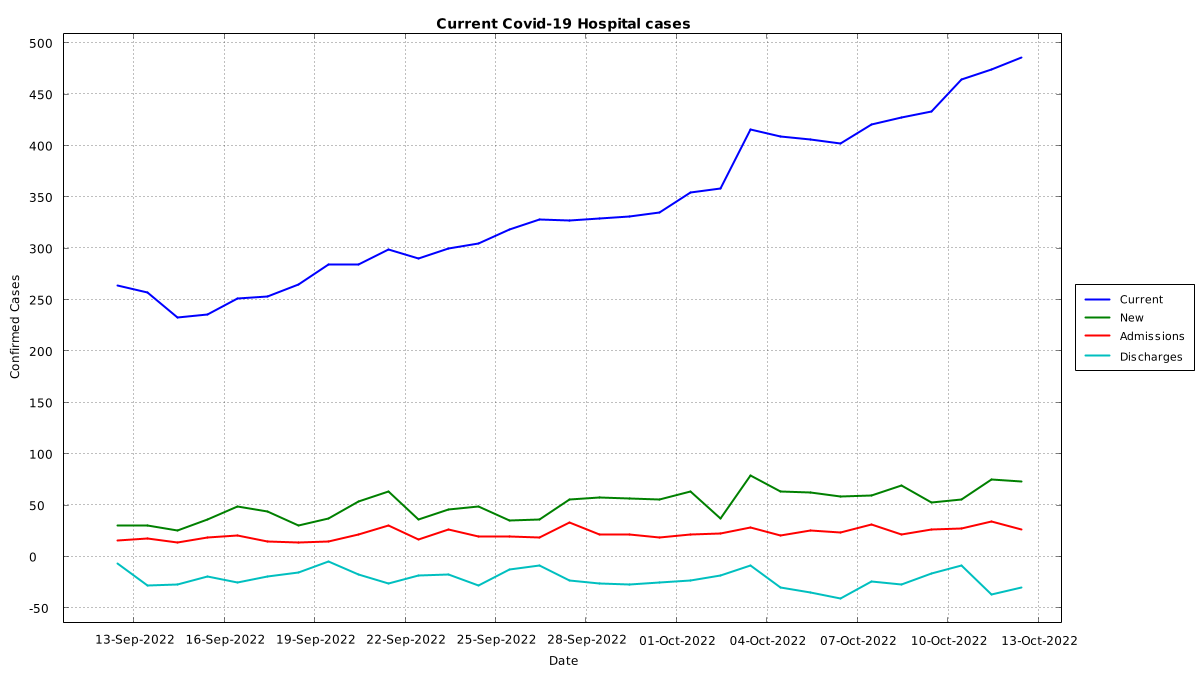 Current Covid-19 Hospital cases
500
450
400
350
300
250
200
150
100
50
0
-50
Confirmed Cases
13-Sep-2022 16-Sep-2022 19-Sep-2022 22-Sep-2022 25-Sep-2022 28-Sep-2022 01-Oct-2022 04-Oct-2022 07-Oct-2022 10-Oct-2022 13-Oct-2022
Date
Current
New
Admissions
Discharges